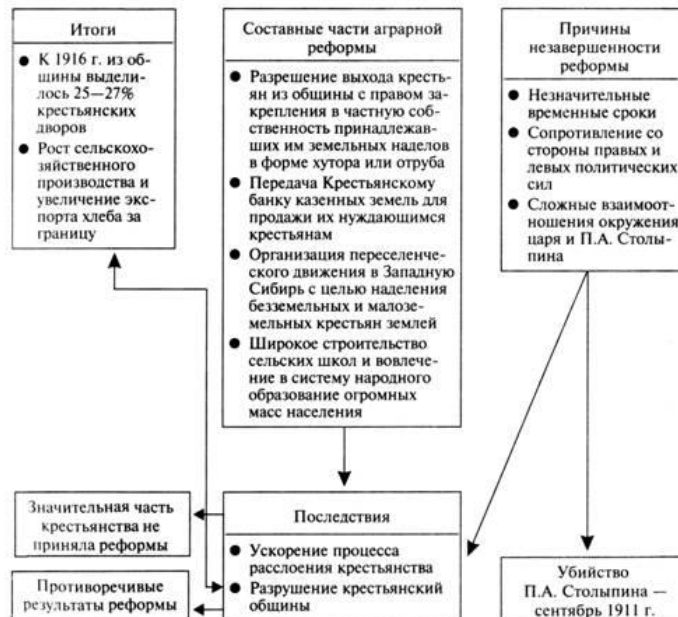 Итоги
● К 1916 г. из об-
щины выдели-
лось 25—27%
крестьянских
дворов
● Рост сельскохо-
зяйственного
производства и
увеличение экс-
порта хлеба за
границу
Составные части аграрной
реформы
● Разрешение выхода кресть-
ян из общины с правом за-
крепления в частную соб-
ственность принадлежав-
ших им земельных наделов
в форме хутора или отруба
● Передача Крестьянскому
банку казенных земель для
продажи их нуждающимся
крестьянам
● Организация переселенче-
ского движения в Западную
Сибирь с целью наделения
безземельных и малозе-
мельных крестьян землей
● Широкое строительство
сельских школ и вовлече-
ние в систему народного
образование огромных
масс населения
Причины
незавершенности
реформы
● Незначительные
временные сроки
● Сопротивление со
стороны правых и
левых политических
сил
● Сложные взаимоот-
ношения окружения
царя и П.А. Столы-
пина
Значительная часть
крестьянства не
приняла реформы
Противоречивые
результаты реформы
Последствия
● Ускорение процесса
расслоения крестьянства
● Разрушение крестьянский
общины
Убийство
П.А. Столыпина —
сентябрь 1911 г.